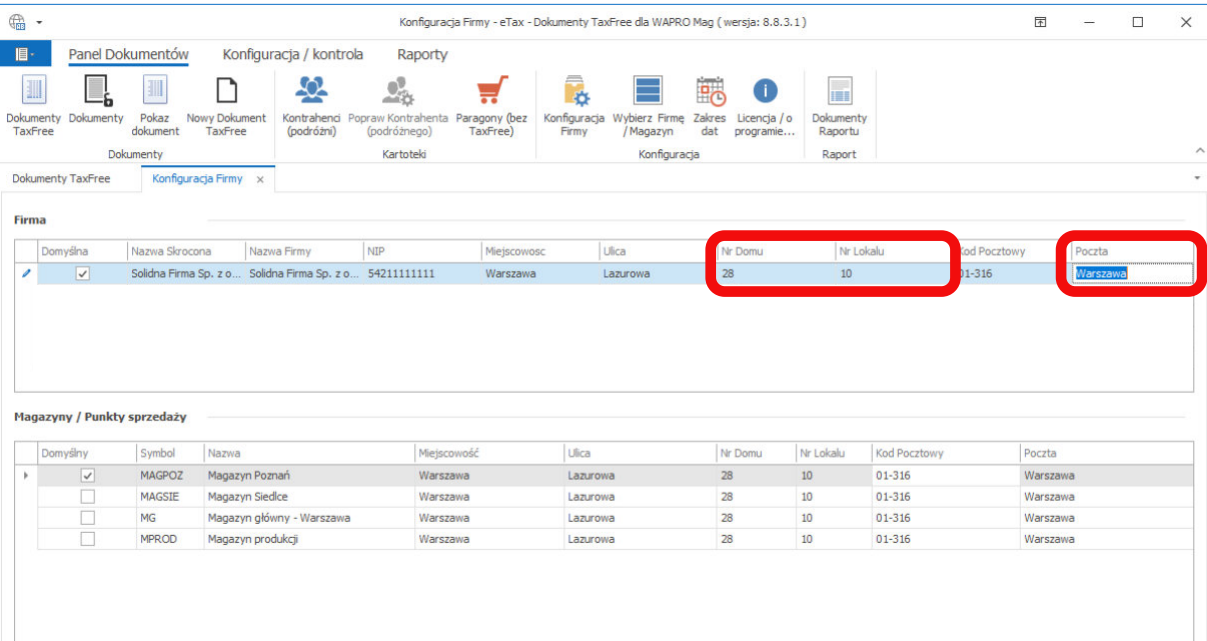 Konfiguracja Firmy - eTax - Dokumenty TaxFree dla WAPRO Mag ( wersja: 8.8.3.1 )
Panel Dokumentów Konfiguracja / kontrola Raporty
Dokumenty TaxFree Dokumenty Pokaz dokument Nowy Dokument TaxFree Kontrahenci (podróżni) Popraw Kontrahenta (podróżnego) Paragony (bez TaxFree) Konfiguracja Firmy Wybierz Firmę / Magazyn Zakres dat Licencja / o programie... Dokumenty Raportu
Dokumenty Kartoteki Konfiguracja Raport
Dokumenty TaxFree Konfiguracja Firmy ×
Firma
Domyślna Nazwa Skrocona Nazwa Firmy NIP Miejscowosc Ulica Nr Domu Nr Lokalu Kod Pocztowy Poczta
Solidna Firma Sp. z o... Solidna Firma Sp. z o... 54211111111 Warszawa Lazurowa 28 10 01-316 Warszawa
Magazyny / Punkty sprzedaży
Domyślny Symbol Nazwa Miejscowość Ulica Nr Domu Nr Lokalu Kod Pocztowy Poczta
MAGPOZ Magazyn Poznań Warszawa Lazurowa 28 10 01-316 Warszawa
MAGSIE Magazyn Siedlce Warszawa Lazurowa 28 10 01-316 Warszawa
MG Magazyn główny - Warszawa Warszawa Lazurowa 28 10 01-316 Warszawa
MPROD Magazyn produkcji Warszawa Lazurowa 28 10 01-316 Warszawa